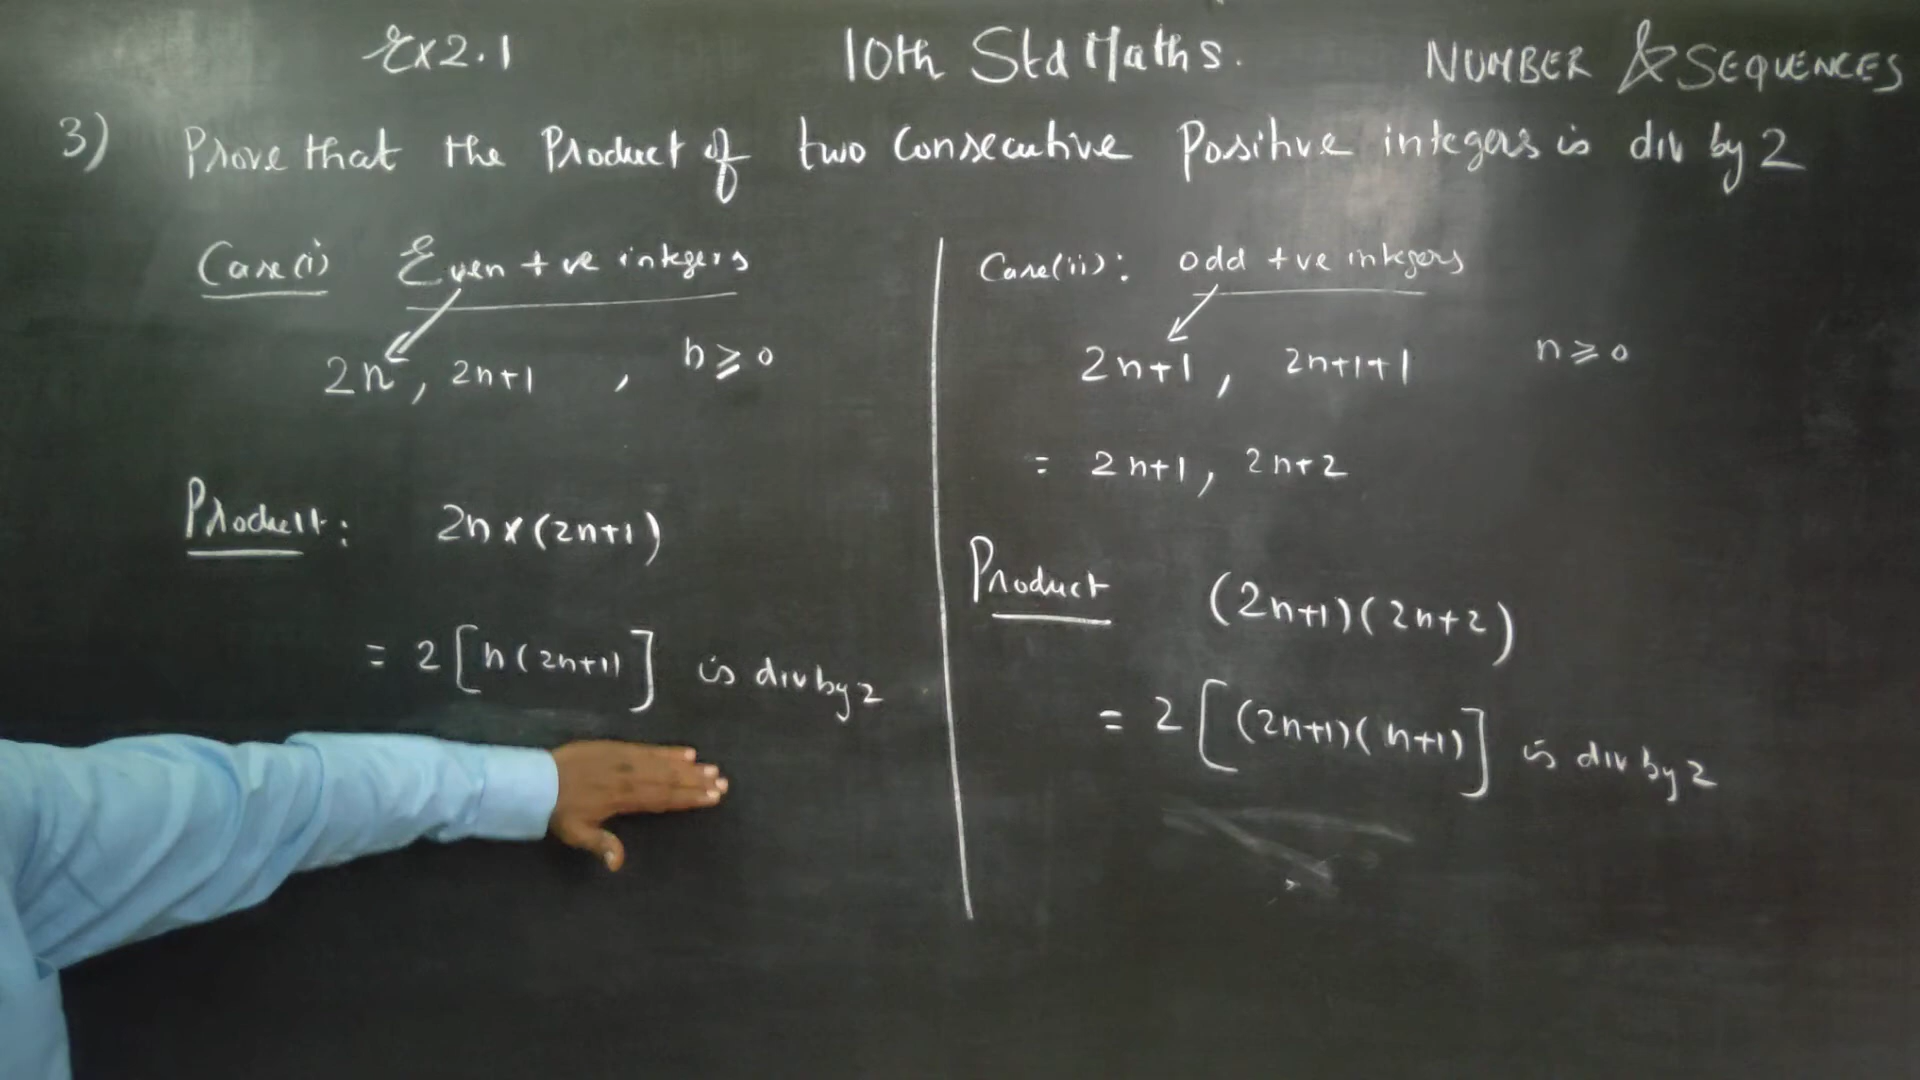 Ex 2.1 10th Std Maths. NUMBER & SEQUENCES
3) Prove that the Product of two Consecutive Positive integers is div by 2
Case(i) Even +ve integers
2n, 2n+1 , n ≥ 0
Product: 2n × (2n+1)
= 2 [n(2n+1)] is div by 2
Case(ii): odd +ve integers
2n+1, 2n+1+1 n ≥ 0
= 2n+1, 2n+2
Product (2n+1)(2n+2)
= 2 [(2n+1)(n+1)] is div by 2